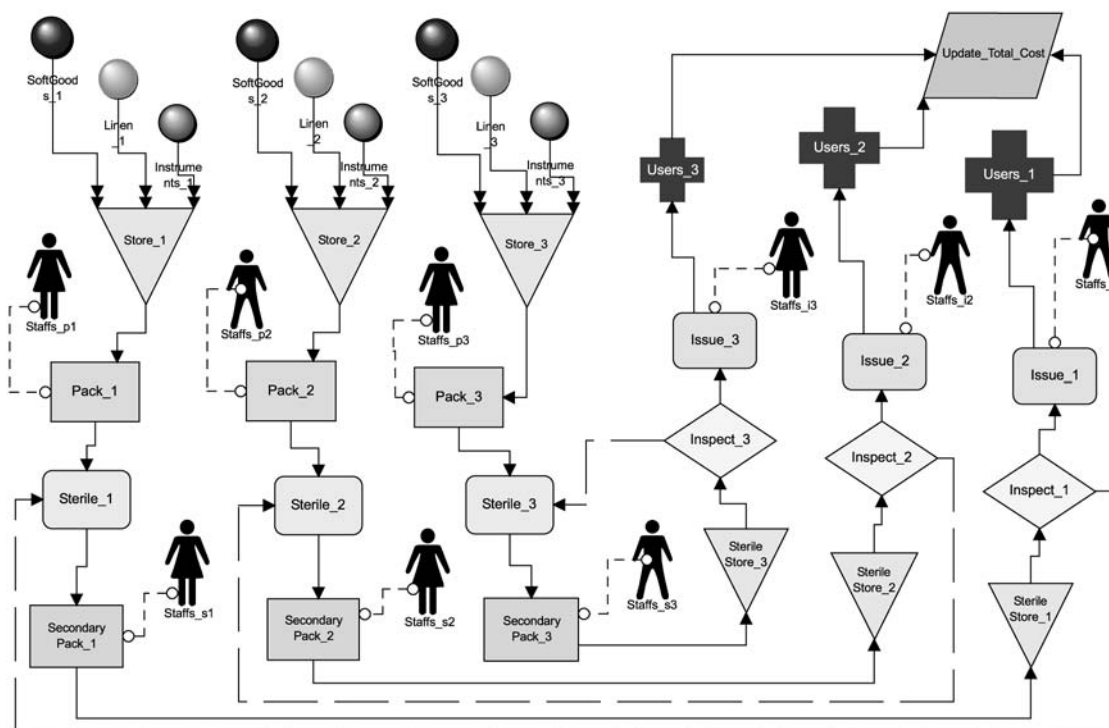 SoftGood
s_1
Linen
_1
Instrume
nts_1
SoftGood
s_2
Linen
_2
Instrume
nts_2
SoftGood
s_3
Linen
_3
Instrume
nts_3
Update_Total_Cost
Users_3
Users_2
Users_1
Store_1
Store_2
Store_3
Staffs_p1
Staffs_p2
Staffs_p3
Staffs_i3
Staffs_i2
Staffs_
Pack_1
Pack_2
Pack_3
Issue_3
Issue_2
Issue_1
Inspect_3
Inspect_2
Inspect_1
Sterile_1
Sterile_2
Sterile_3
Sterile
Store_3
Sterile
Store_2
Sterile
Store_1
Staffs_s1
Staffs_s2
Staffs_s3
Secondary
Pack_1
Secondary
Pack_2
Secondary
Pack_3